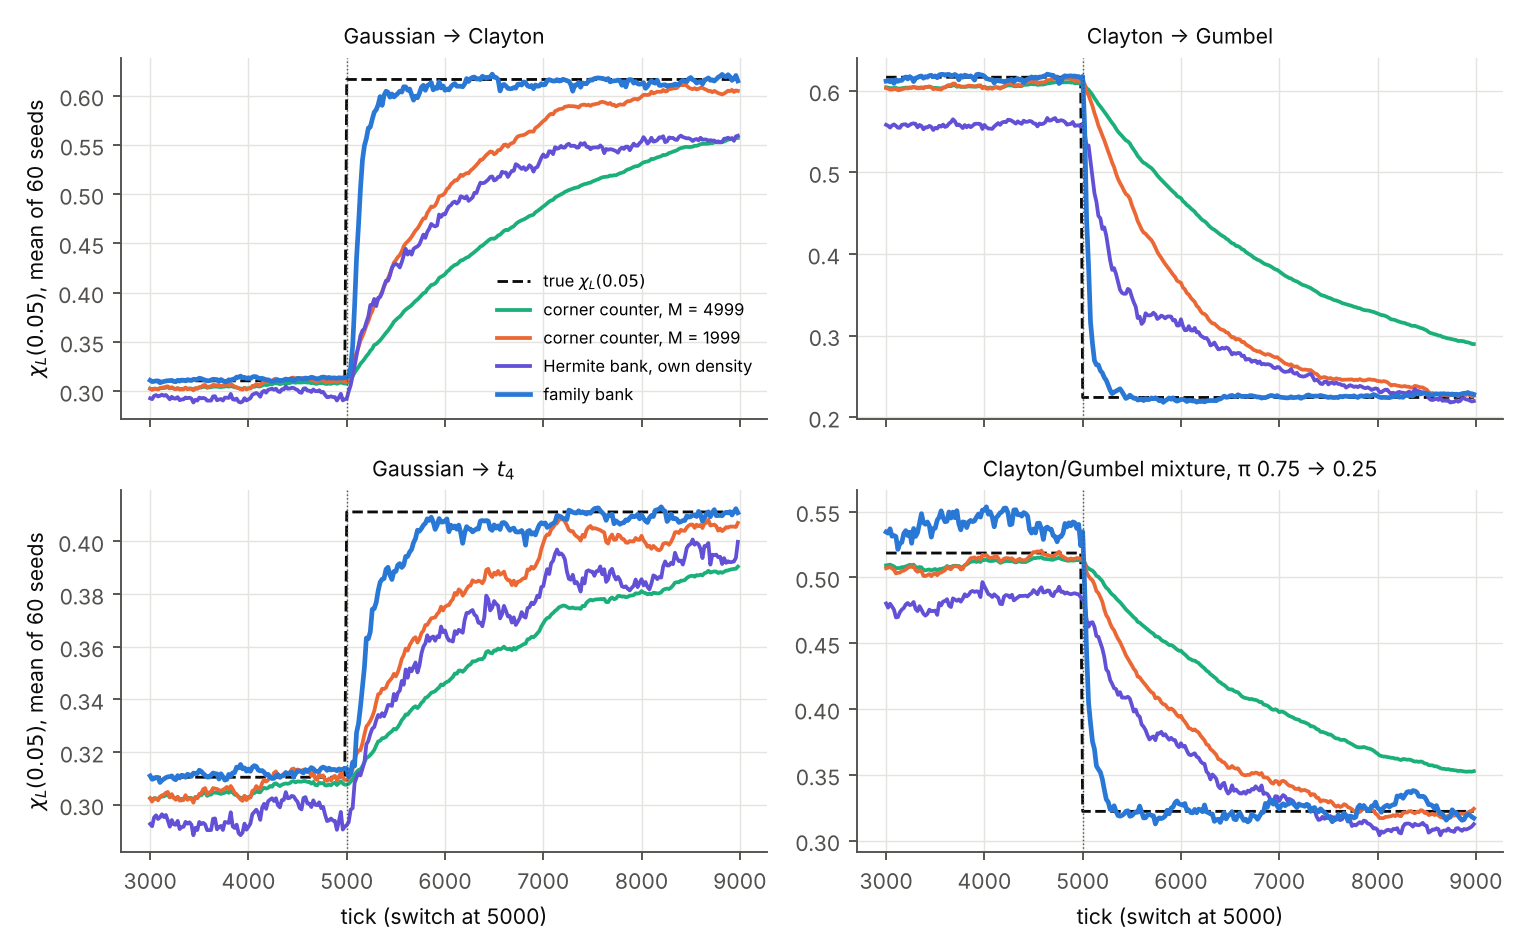 Gaussian → Clayton
χL(0.05), mean of 60 seeds
0.60
0.55
0.50
0.45
0.40
0.35
0.30
true χL(0.05)
corner counter, M = 4999
corner counter, M = 1999
Hermite bank, own density
family bank
Clayton → Gumbel
0.6
0.5
0.4
0.3
0.2
Gaussian → t4
χL(0.05), mean of 60 seeds
0.40
0.38
0.36
0.34
0.32
0.30
3000 4000 5000 6000 7000 8000 9000
tick (switch at 5000)
Clayton/Gumbel mixture, π 0.75 → 0.25
0.55
0.50
0.45
0.40
0.35
0.30
3000 4000 5000 6000 7000 8000 9000
tick (switch at 5000)